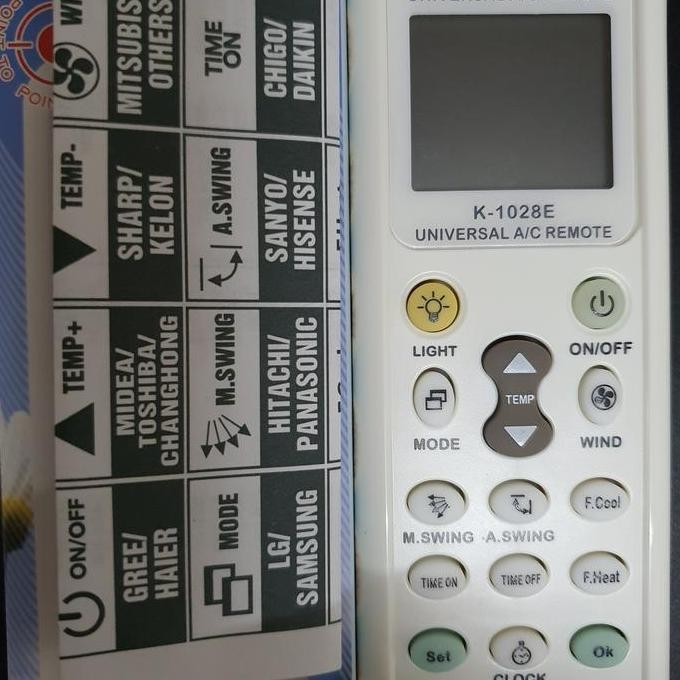 ON/OFF
GREE/
HAIER
MODE
LG/
SAMSUNG
TEMP+
MIDEA/
TOSHIBA/
CHANGHONG
M.SWING
HITACHI/
PANASONIC
TEMP-
SHARP/
KELON
A.SWING
SANYO/
HISENSE
MITSUBIS
OTHERS
TIME
ON
CHIGO/
DAIKIN
K-1028E
UNIVERSAL A/C REMOTE
LIGHT
ON/OFF
TEMP
MODE
WIND
F.Cool
M.SWING
A.SWING
TIME ON
TIME OFF
F.Heat
Set
Ok
CLOCK